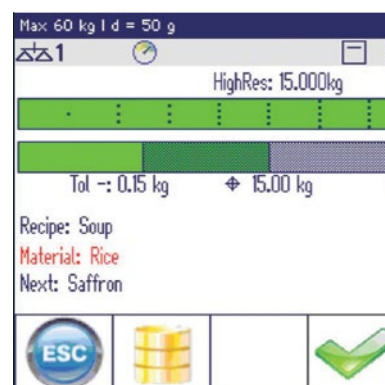 Max 60 kg | d = 50 g
1
HighRes: 15.000kg
Tol -: 0.15 kg 15.00 kg
Recipe: Soup
Material: Rice
Next: Saffron
ESC